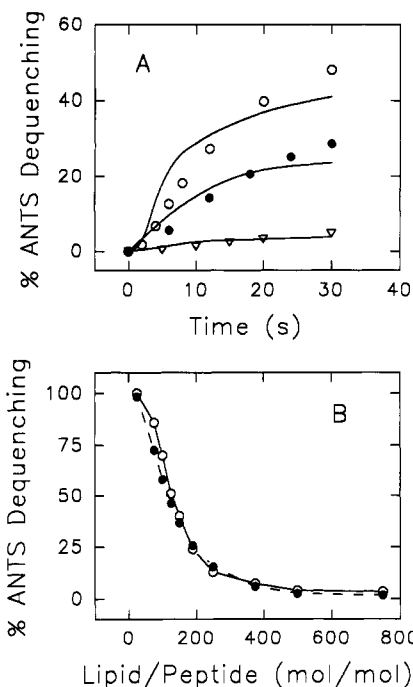 60
40
20
0
A
% ANTS Dequenching
0 10 20 30 40
Time (s)
100
75
50
25
0
B
% ANTS Dequenching
0 200 400 600 800
Lipid/Peptide (mol/mol)